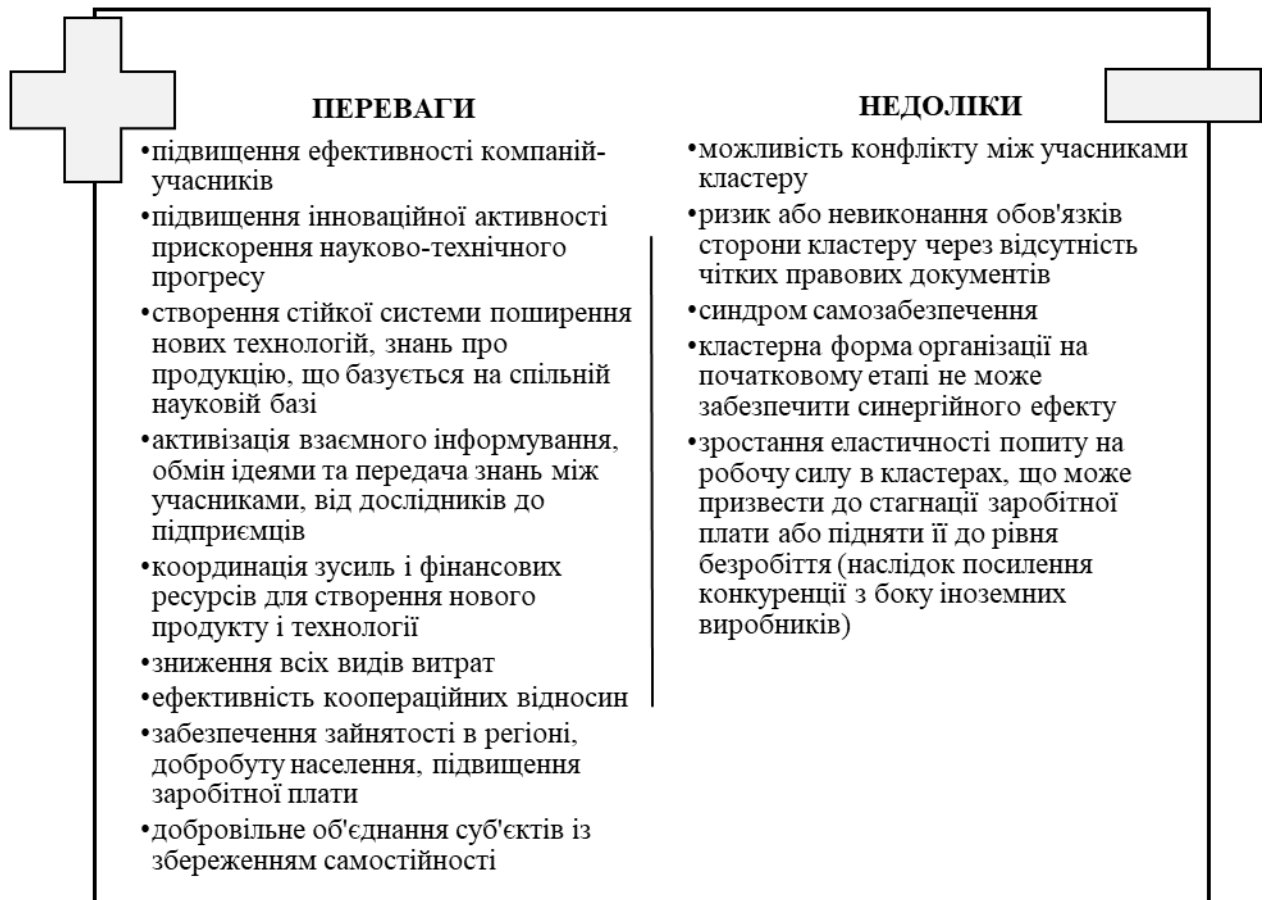 ПЕРЕВАГИ
•підвищення ефективності компаній-
учасників
•підвищення інноваційної активності
прискорення науково-технічного
прогресу
•створення стійкої системи поширення
нових технологій, знань про
продукцію, що базується на спільній
науковій базі
•активізація взаємного інформування,
обмін ідеями та передача знань між
учасниками, від дослідників до
підприємців
•координація зусиль і фінансових
ресурсів для створення нового
продукту і технології
•зниження всіх видів витрат
•ефективність коопераційних відносин
•забезпечення зайнятості в регіоні,
добробуту населення, підвищення
заробітної плати
•добровільне об'єднання суб'єктів із
збереженням самостійності
НЕДОЛІКИ
•можливість конфлікту між учасниками
кластеру
•ризик або невиконання обов'язків
сторони кластеру через відсутність
чітких правових документів
•синдром самозабезпечення
•кластерна форма організації на
початковому етапі не може
забезпечити синергійного ефекту
•зростання еластичності попиту на
робочу силу в кластерах, що може
призвести до стагнації заробітної
плати або підняти її до рівня
безробіття (наслідок посилення
конкуренції з боку іноземних
виробників)